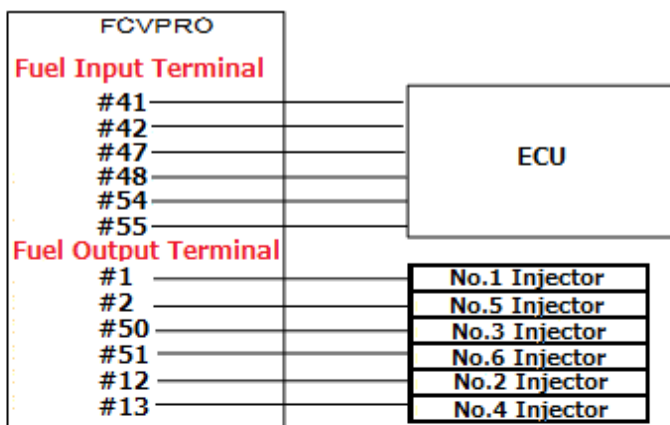 FCVPRO
Fuel Input Terminal
#41
#42
#47
#48
#54
#55
ECU
Fuel Output Terminal
#1
No.1 Injector
#2
No.5 Injector
#50
No.3 Injector
#51
No.6 Injector
#12
No.2 Injector
#13
No.4 Injector